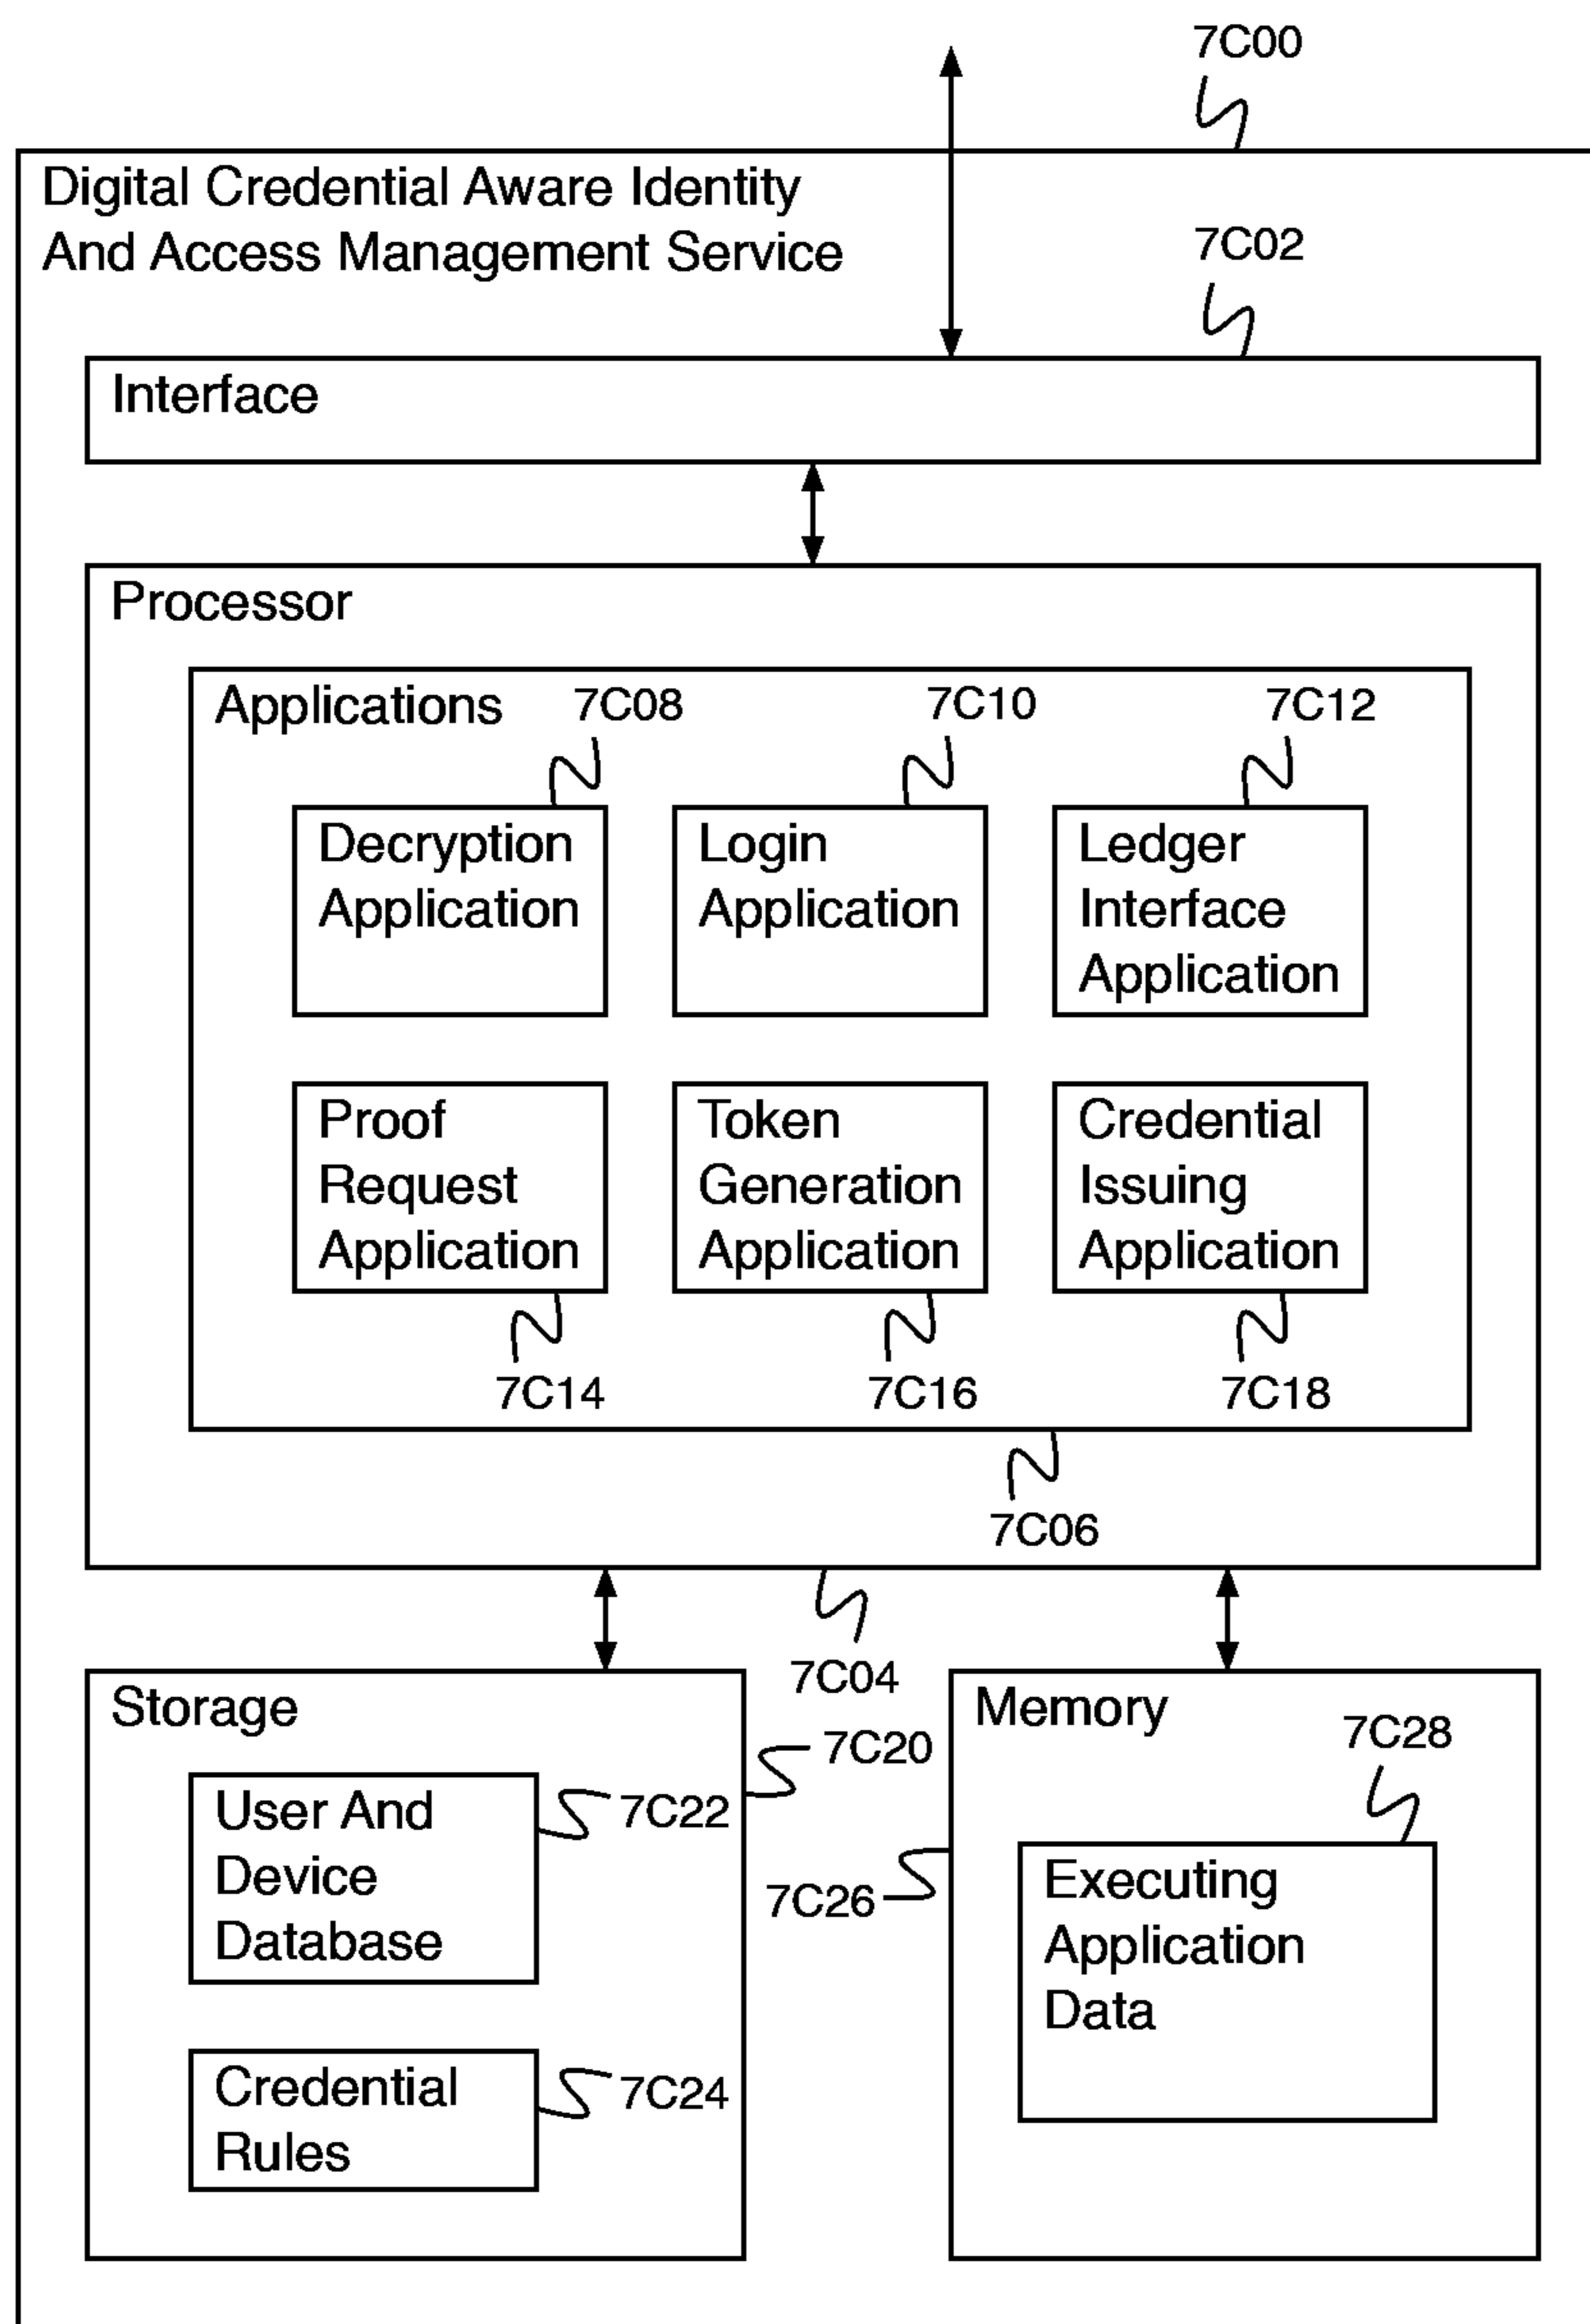 7C00
Digital Credential Aware Identity
And Access Management Service
7C02
Interface
Processor
Applications
7C08
7C10
7C12
Decryption
Application
Login
Application
Ledger
Interface
Application
Proof
Request
Application
Token
Generation
Application
Credential
Issuing
Application
7C14
7C16
7C18
7C06
7C04
Storage
7C20
User And
Device
Database
7C22
Credential
Rules
7C24
Memory
7C28
7C26
Executing
Application
Data